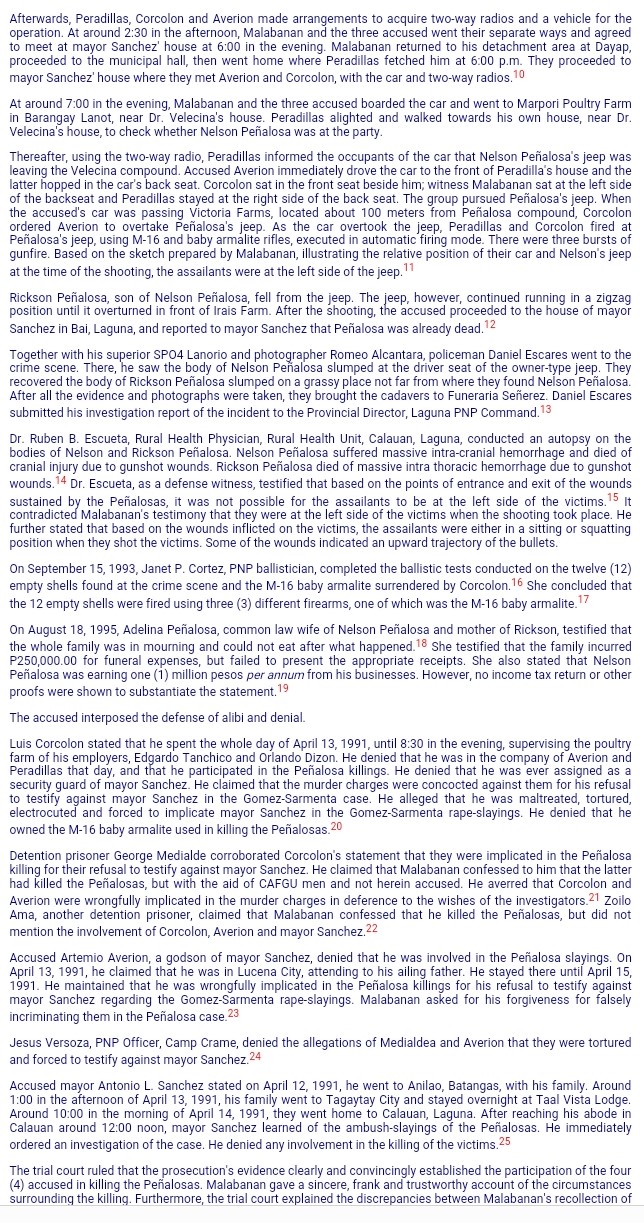 Afterwards, Peradillas, Corcolon and Averion made arrangements to acquire two-way radios and a vehicle for the
operation. At around 2:30 in the afternoon, Malabanan and the three accused went their separate ways and agreed
to meet at mayor Sanchez' house at 6:00 in the evening. Malabanan returned to his detachment area at Dayap,
proceeded to the municipal hall, then went home where Peradillas fetched him at 6:00 p.m. They proceeded to
mayor Sanchez' house where they met Averion and Corcolon, with the car and two-way radios.10
At around 7:00 in the evening, Malabanan and the three accused boarded the car and went to Marpori Poultry Farm
in Barangay Lanot, near Dr. Velecina's house. Peradillas alighted and walked towards his own house, near Dr.
Velecina's house, to check whether Nelson Peñalosa was at the party.
Thereafter, using the two-way radio, Peradillas informed the occupants of the car that Nelson Peñalosa's jeep was
leaving the Velecina compound. Accused Averion immediately drove the car to the front of Peradilla's house and the
latter hopped in the car's back seat. Corcolon sat in the front seat beside him; witness Malabanan sat at the left side
of the backseat and Peradillas stayed at the right side of the back seat. The group pursued Peñalosa's jeep. When
the accused's car was passing Victoria Farms, located about 100 meters from Peñalosa compound, Corcolon
ordered Averion to overtake Peñalosa's jeep. As the car overtook the jeep, Peradillas and Corcolon fired at
Peñalosa's jeep, using M-16 and baby armalite rifles, executed in automatic firing mode. There were three bursts of
gunfire. Based on the sketch prepared by Malabanan, illustrating the relative position of their car and Nelson's jeep
at the time of the shooting, the assailants were at the left side of the jeep.11
Rickson Peñalosa, son of Nelson Peñalosa, fell from the jeep. The jeep, however, continued running in a zigzag
position until it overturned in front of Irais Farm. After the shooting, the accused proceeded to the house of mayor
Sanchez in Bai, Laguna, and reported to mayor Sanchez that Peñalosa was already dead.12
Together with his superior SPO4 Lanorio and photographer Romeo Alcantara, policeman Daniel Escares went to the
crime scene. There, he saw the body of Nelson Peñalosa slumped at the driver seat of the owner-type jeep. They
recovered the body of Rickson Peñalosa slumped on a grassy place not far from where they found Nelson Peñalosa.
After all the evidence and photographs were taken, they brought the cadavers to Funeraria Señerez. Daniel Escares
submitted his investigation report of the incident to the Provincial Director, Laguna PNP Command.13
Dr. Ruben B. Escueta, Rural Health Physician, Rural Health Unit, Calauan, Laguna, conducted an autopsy on the
bodies of Nelson and Rickson Peñalosa. Nelson Peñalosa suffered massive intra-cranial hemorrhage and died of
cranial injury due to gunshot wounds. Rickson Peñalosa died of massive intra thoracic hemorrhage due to gunshot
wounds.14 Dr. Escueta, as a defense witness, testified that based on the points of entrance and exit of the wounds
sustained by the Peñalosas, it was not possible for the assailants to be at the left side of the victims.15 It
contradicted Malabanan's testimony that they were at the left side of the victims when the shooting took place. He
further stated that based on the wounds inflicted on the victims, the assailants were either in a sitting or squatting
position when they shot the victims. Some of the wounds indicated an upward trajectory of the bullets.
On September 15, 1993, Janet P. Cortez, PNP ballistician, completed the ballistic tests conducted on the twelve (12)
empty shells found at the crime scene and the M-16 baby armalite surrendered by Corcolon.16 She concluded that
the 12 empty shells were fired using three (3) different firearms, one of which was the M-16 baby armalite.17
On August 18, 1995, Adelina Peñalosa, common law wife of Nelson Peñalosa and mother of Rickson, testified that
the whole family was in mourning and could not eat after what happened.18 She testified that the family incurred
P250,000.00 for funeral expenses, but failed to present the appropriate receipts. She also stated that Nelson
Peñalosa was earning one (1) million pesos per annum from his businesses. However, no income tax return or other
proofs were shown to substantiate the statement.19
The accused interposed the defense of alibi and denial.
Luis Corcolon stated that he spent the whole day of April 13, 1991, until 8:30 in the evening, supervising the poultry
farm of his employers, Edgardo Tanchico and Orlando Dizon. He denied that he was in the company of Averion and
Peradillas that day, and that he participated in the Peñalosa killings. He denied that he was ever assigned as a
security guard of mayor Sanchez. He claimed that the murder charges were concocted against them for his refusal
to testify against mayor Sanchez in the Gomez-Sarmenta case. He alleged that he was maltreated, tortured,
electrocuted and forced to implicate mayor Sanchez in the Gomez-Sarmenta rape-slayings. He denied that he
owned the M-16 baby armalite used in killing the Peñalosas.20
Detention prisoner George Medialde corroborated Corcolon's statement that they were implicated in the Peñalosa
killing for their refusal to testify against mayor Sanchez. He claimed that Malabanan confessed to him that the latter
had killed the Peñalosas, but with the aid of CAFGU men and not herein accused. He averred that Corcolon and
Averion were wrongfully implicated in the murder charges in deference to the wishes of the investigators.21 Zoilo
Ama, another detention prisoner, claimed that Malabanan confessed that he killed the Peñalosas, but did not
mention the involvement of Corcolon, Averion and mayor Sanchez.22
Accused Artemio Averion, a godson of mayor Sanchez, denied that he was involved in the Peñalosa slayings. On
April 13, 1991, he claimed that he was in Lucena City, attending to his ailing father. He stayed there until April 15,
1991. He maintained that he was wrongfully implicated in the Peñalosa killings for his refusal to testify against
mayor Sanchez regarding the Gomez-Sarmenta rape-slayings. Malabanan asked for his forgiveness for falsely
incriminating them in the Peñalosa case.23
Jesus Versoza, PNP Officer, Camp Crame, denied the allegations of Medialdea and Averion that they were tortured
and forced to testify against mayor Sanchez.24
Accused mayor Antonio L. Sanchez stated on April 12, 1991, he went to Anilao, Batangas, with his family. Around
1:00 in the afternoon of April 13, 1991, his family went to Tagaytay City and stayed overnight at Taal Vista Lodge.
Around 10:00 in the morning of April 14, 1991, they went home to Calauan, Laguna. After reaching his abode in
Calauan around 12:00 noon, mayor Sanchez learned of the ambush-slayings of the Peñalosas. He immediately
ordered an investigation of the case. He denied any involvement in the killing of the victims.25
The trial court ruled that the prosecution's evidence clearly and convincingly established the participation of the four
(4) accused in killing the Peñalosas. Malabanan gave a sincere, frank and trustworthy account of the circumstances
surrounding the killing. Furthermore, the trial court explained the discrepancies between Malabanan's recollection of